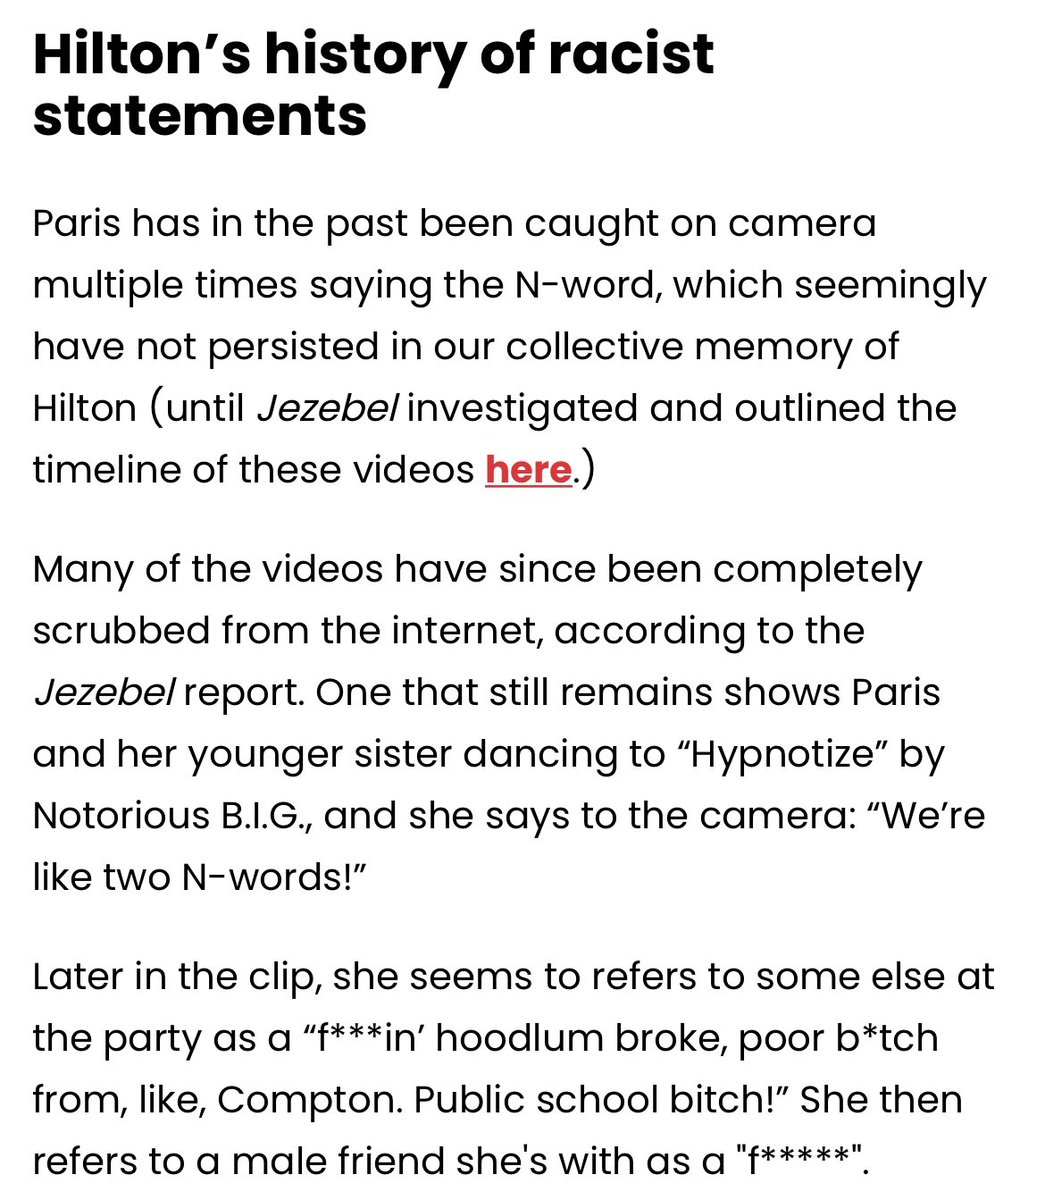 Hilton’s history of racist
statements
Paris has in the past been caught on camera
multiple times saying the N-word, which seemingly
have not persisted in our collective memory of
Hilton (until Jezebel investigated and outlined the
timeline of these videos here.)
Many of the videos have since been completely
scrubbed from the internet, according to the
Jezebel report. One that still remains shows Paris
and her younger sister dancing to “Hypnotize” by
Notorious B.I.G., and she says to the camera: “We’re
like two N-words!”
Later in the clip, she seems to refers to some else at
the party as a “f***in’ hoodlum broke, poor b*tch
from, like, Compton. Public school bitch!” She then
refers to a male friend she's with as a "f*****".